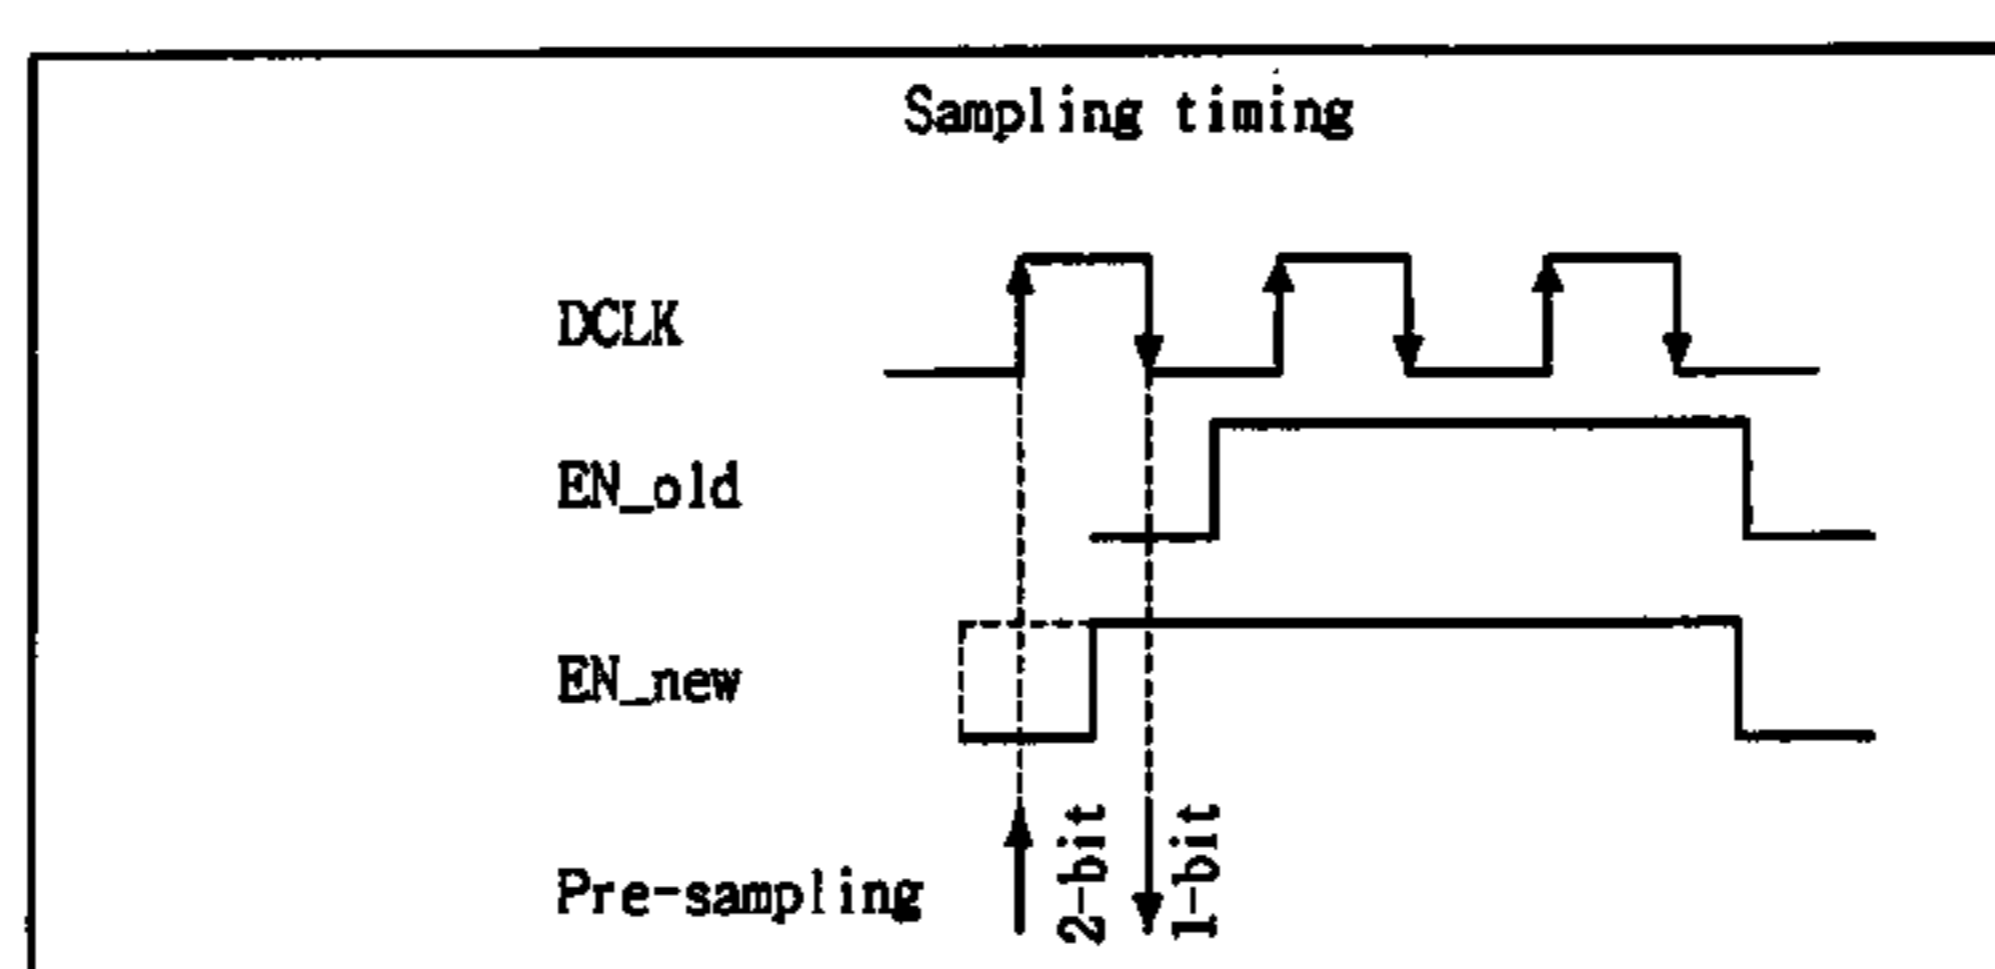 Sampling timing
DCLK
EN_old
EN_new
Pre-sampling
2-bit
1-bit